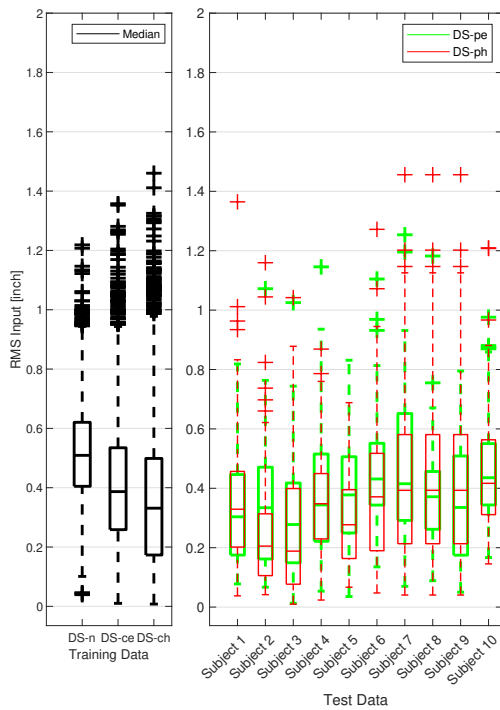 2
1.8
1.6
1.4
1.2
1
0.8
0.6
0.4
0.2
0
RMS Input [inch]
Median
DS-n DS-ce DS-ch
Training Data
2
1.8
1.6
1.4
1.2
1
0.8
0.6
0.4
0.2
0
DS-pe
DS-ph
Subject 1
Subject 2
Subject 3
Subject 4
Subject 5
Subject 6
Subject 7
Subject 8
Subject 9
Subject 10
Test Data